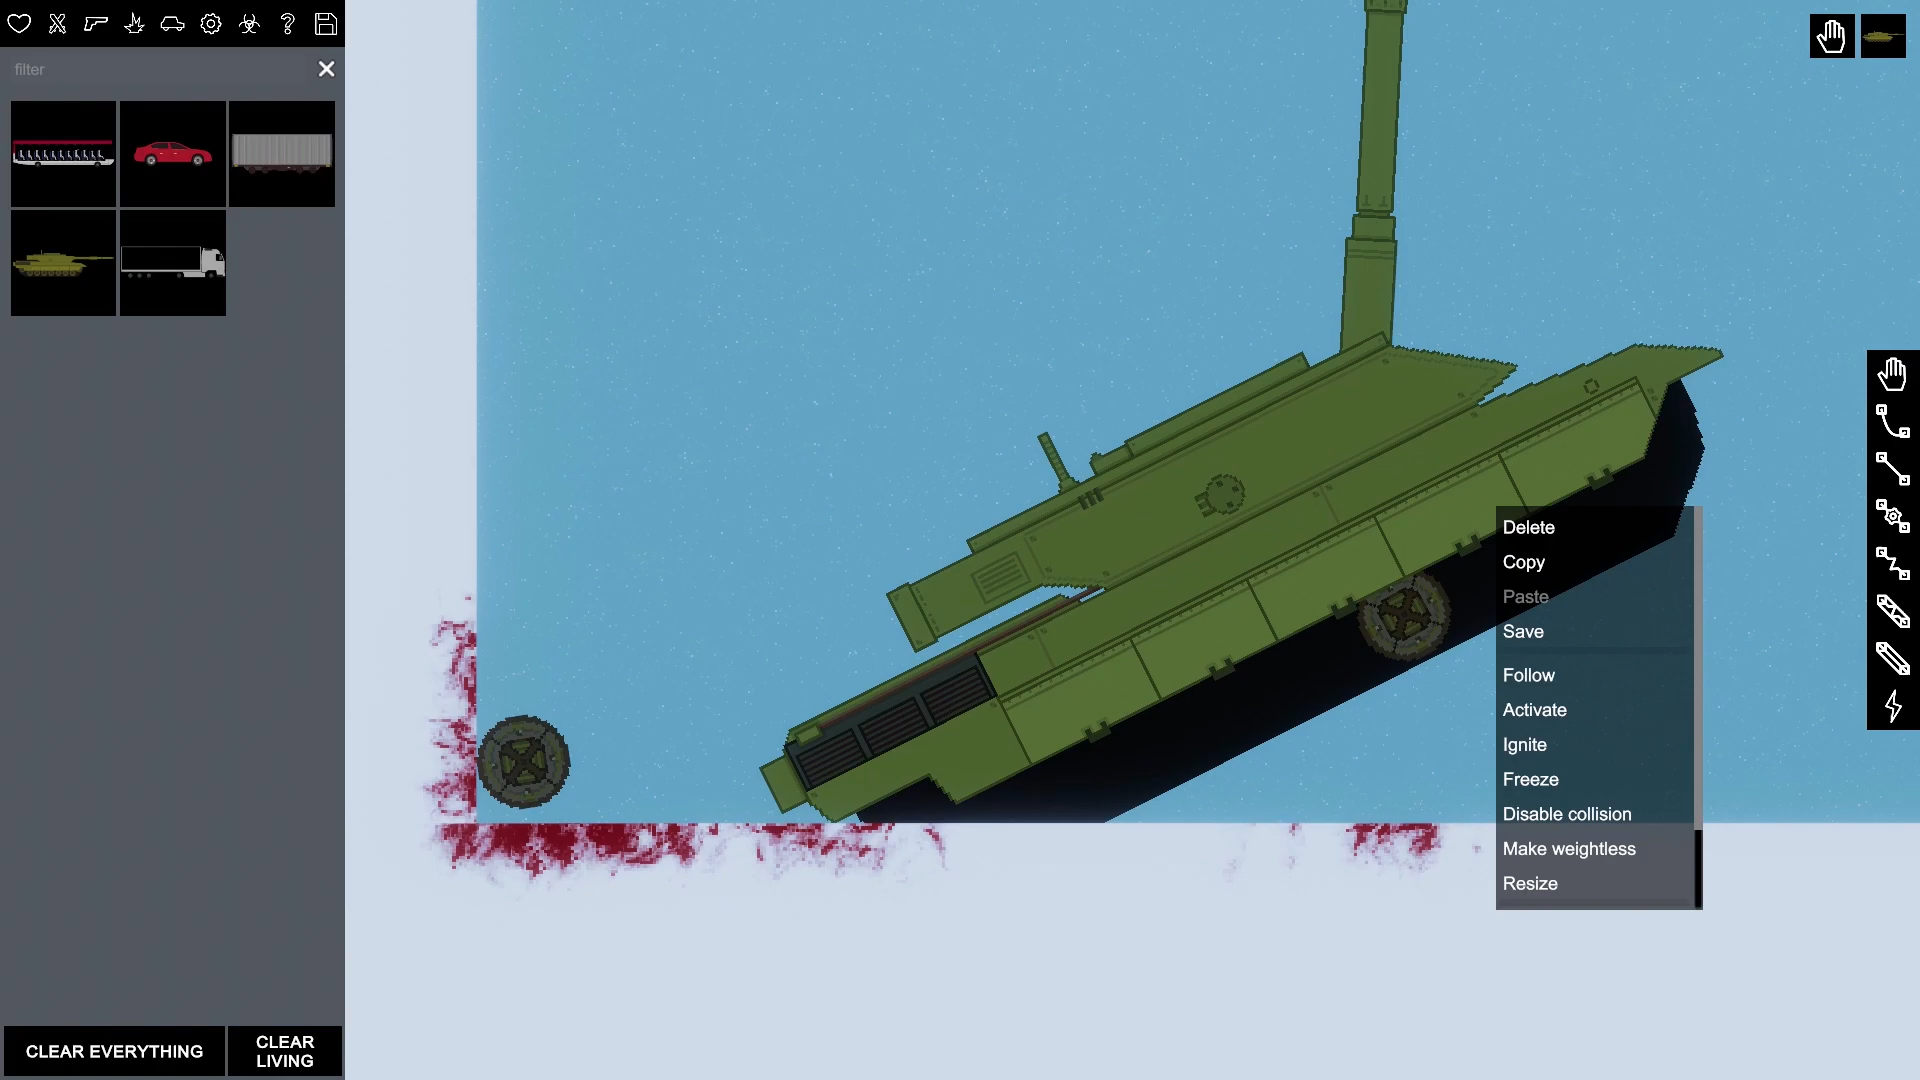 filter
Delete
Copy
Paste
Save
Follow
Activate
Ignite
Freeze
Disable collision
Make weightless
Resize
CLEAR EVERYTHING
CLEAR
LIVING